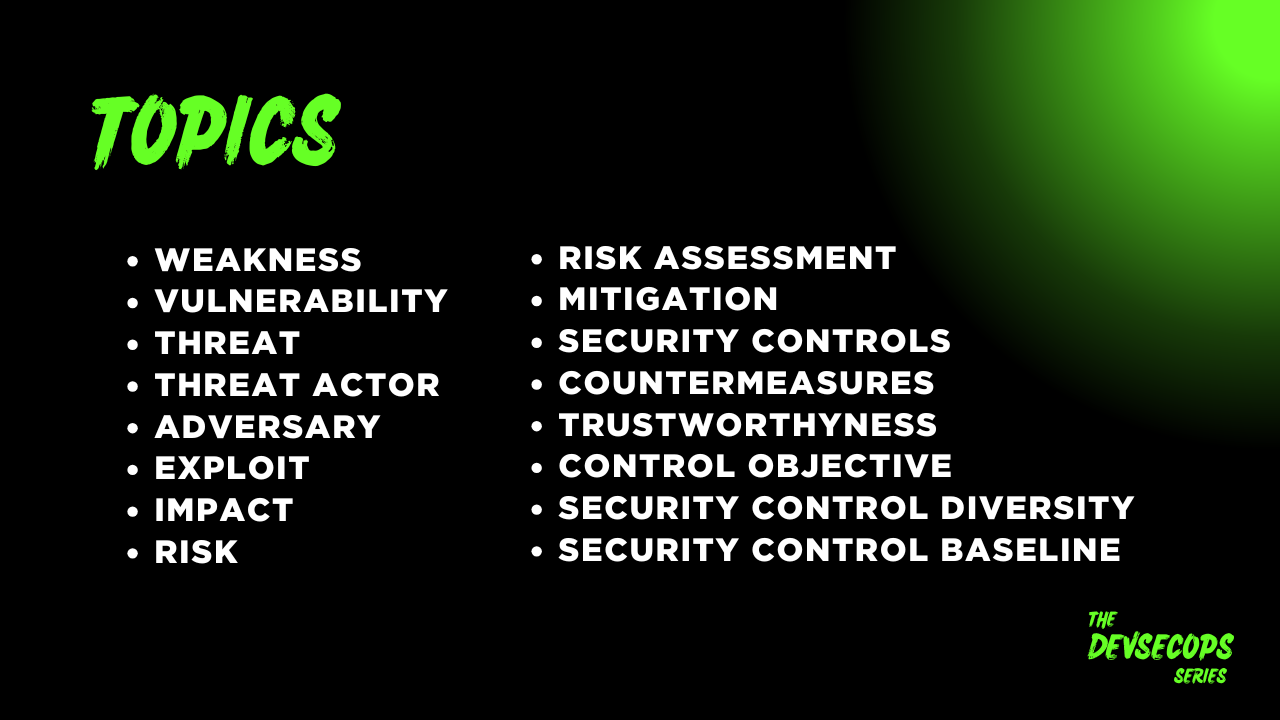 TOPICS
• WEAKNESS
• VULNERABILITY
• THREAT
• THREAT ACTOR
• ADVERSARY
• EXPLOIT
• IMPACT
• RISK
• RISK ASSESSMENT
• MITIGATION
• SECURITY CONTROLS
• COUNTERMEASURES
• TRUSTWORTHYNESS
• CONTROL OBJECTIVE
• SECURITY CONTROL DIVERSITY
• SECURITY CONTROL BASELINE
THE
DEVSECOPS
SERIES